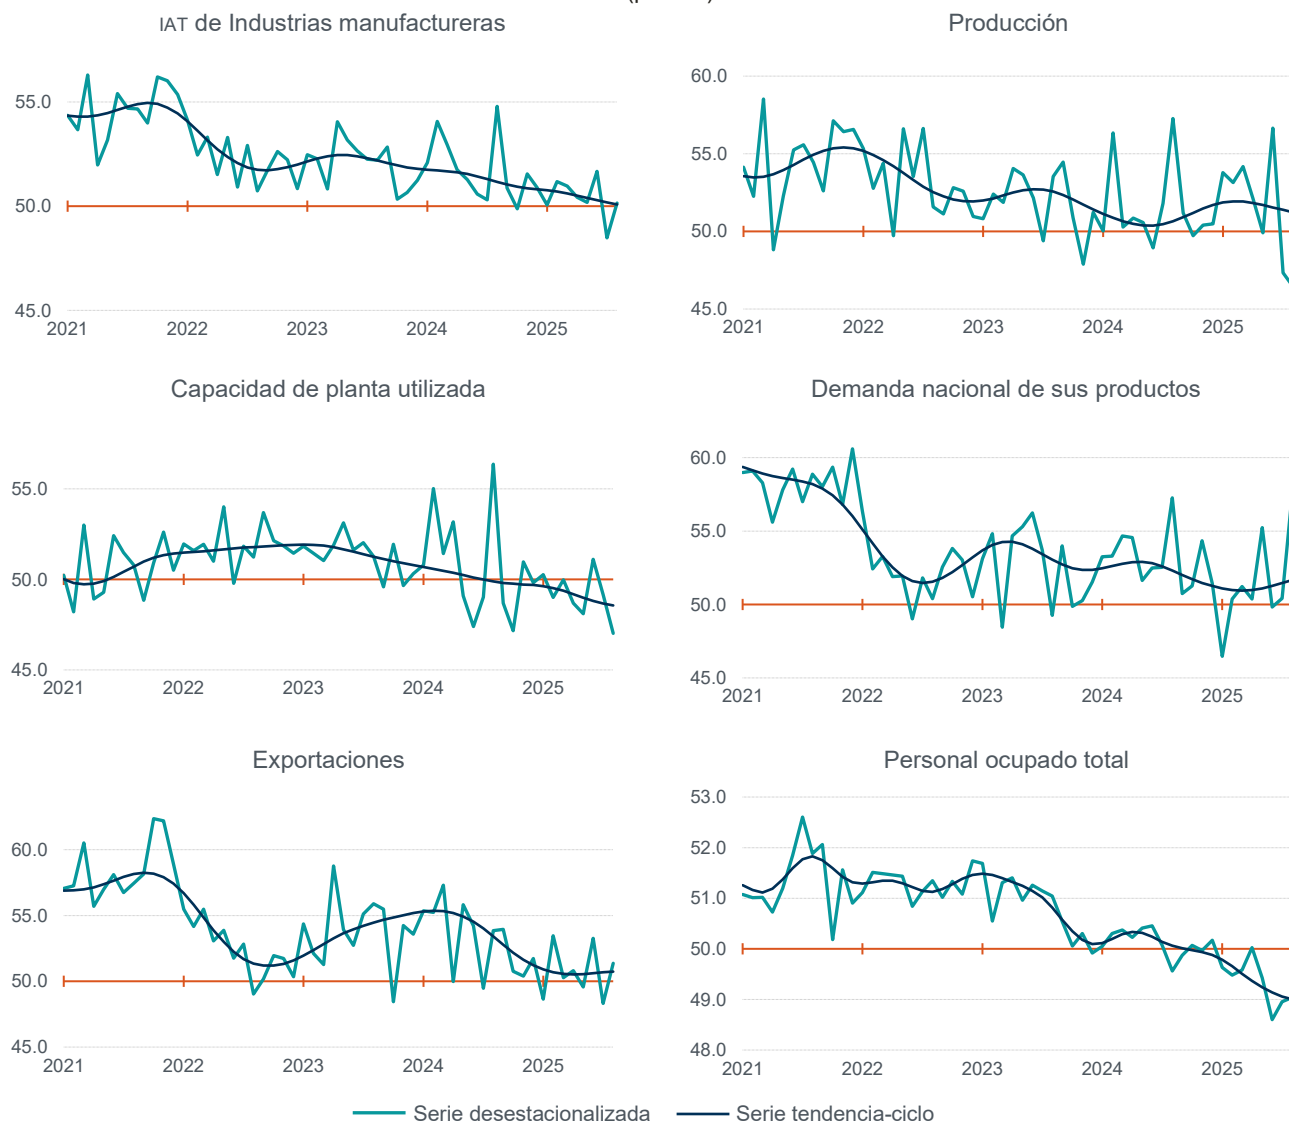 IAT de Industrias manufactureras
Producción
55.0
50.0
45.0
2021 2022 2023 2024 2025
60.0
55.0
50.0
45.0
2021 2022 2023 2024 2025
Capacidad de planta utilizada
Demanda nacional de sus productos
55.0
50.0
45.0
2021 2022 2023 2024 2025
60.0
55.0
50.0
45.0
2021 2022 2023 2024 2025
Exportaciones
Personal ocupado total
60.0
55.0
50.0
45.0
2021 2022 2023 2024 2025
53.0
52.0
51.0
50.0
49.0
48.0
2021 2022 2023 2024 2025
Serie desestacionalizada Serie tendencia-ciclo